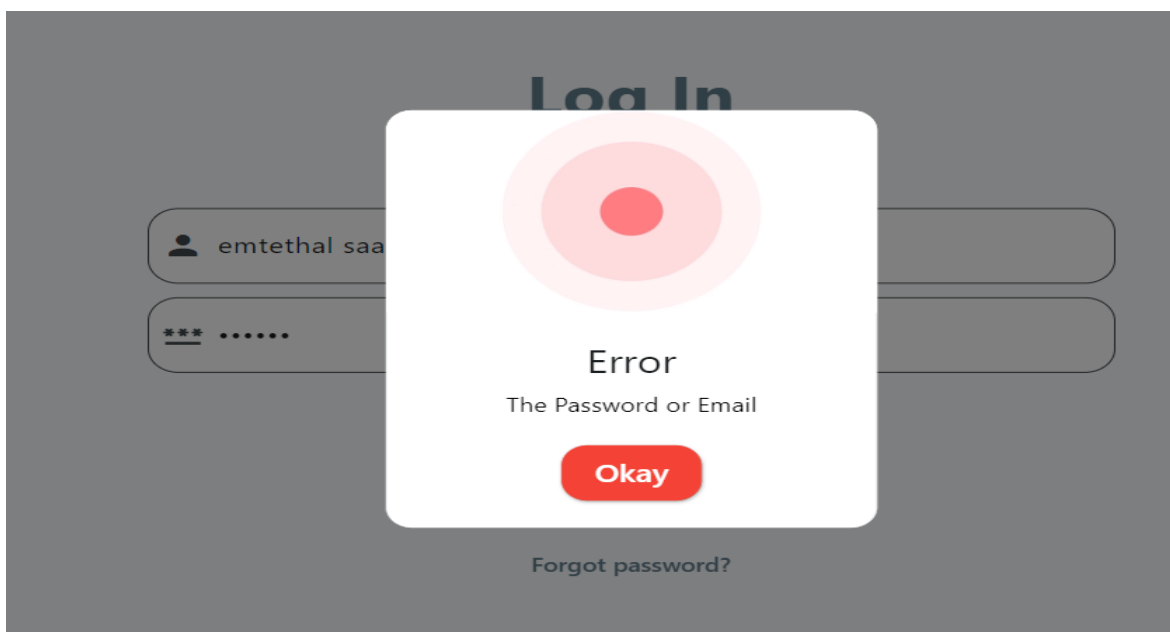 Log In
emtethal saa
*** ••••••
Error
The Password or Email
Okay
Forgot password?